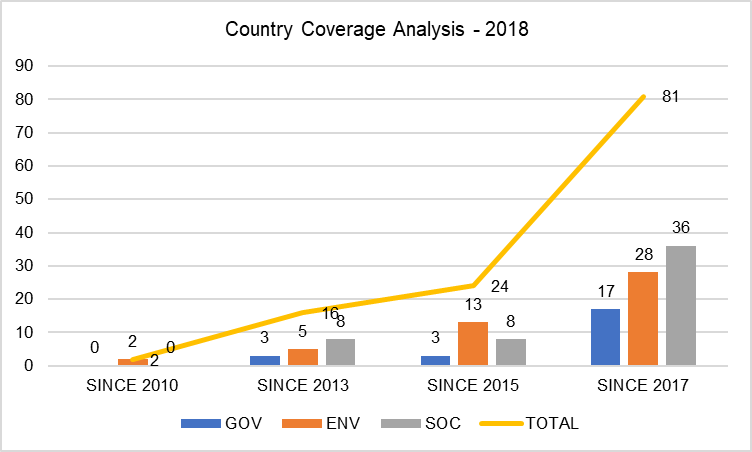 Country Coverage Analysis - 2018
90
80
70
60
50
40
30
20
10
0
0 2 0 2
3 5 8 16
3 13 8 24
17 28 36 81
SINCE 2010 SINCE 2013 SINCE 2015 SINCE 2017
GOV ENV SOC TOTAL